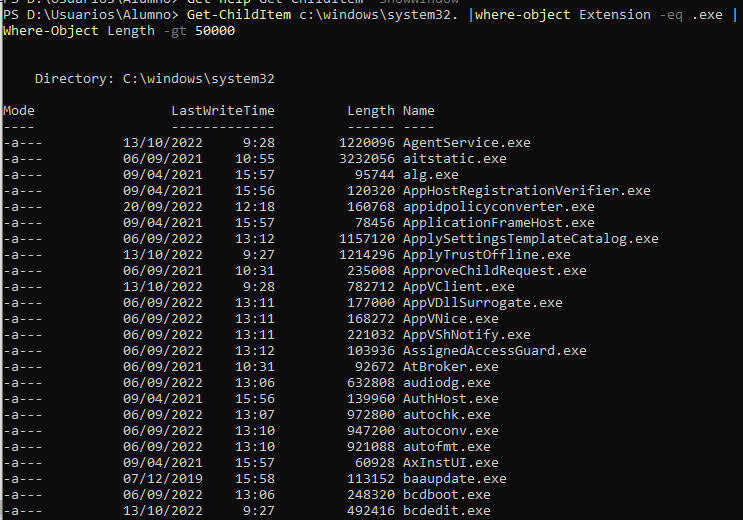 PS D:\Usuarios\Alumno> Get-Help Get-ChildItem -ShowWindow
PS D:\Usuarios\Alumno> Get-ChildItem c:\windows\system32. |where-object Extension -eq .exe |
Where-Object Length -gt 50000
Directory: C:\windows\system32
Mode LastWriteTime Length Name
---- ------------- ------ ----
-a--- 13/10/2022 9:28 1220096 AgentService.exe
-a--- 06/09/2021 10:55 3232056 aitstatic.exe
-a--- 09/04/2021 15:57 95744 alg.exe
-a--- 09/04/2021 15:56 120320 AppHostRegistrationVerifier.exe
-a--- 20/09/2022 12:18 160768 appidpolicyconverter.exe
-a--- 09/04/2021 15:57 78456 ApplicationFrameHost.exe
-a--- 06/09/2022 13:12 1157120 ApplySettingsTemplateCatalog.exe
-a--- 13/10/2022 9:27 1214296 ApplyTrustOffline.exe
-a--- 06/09/2021 10:31 235008 ApproveChildRequest.exe
-a--- 13/10/2022 9:28 782712 AppVClient.exe
-a--- 06/09/2022 13:11 177000 AppVDllSurrogate.exe
-a--- 06/09/2022 13:11 168272 AppVNice.exe
-a--- 06/09/2022 13:11 221032 AppVShNotify.exe
-a--- 06/09/2022 13:12 103936 AssignedAccessGuard.exe
-a--- 06/09/2021 10:31 92672 AtBroker.exe
-a--- 06/09/2022 13:06 632808 audiodg.exe
-a--- 09/04/2021 15:56 139960 AuthHost.exe
-a--- 06/09/2022 13:07 972800 autochk.exe
-a--- 06/09/2022 13:10 947200 autoconv.exe
-a--- 06/09/2022 13:10 921088 autofmt.exe
-a--- 09/04/2021 15:57 60928 AxInstUI.exe
-a--- 07/12/2019 15:58 113152 baaupdate.exe
-a--- 06/09/2022 13:06 248320 bcdboot.exe
-a--- 13/10/2022 9:27 492416 bcdedit.exe